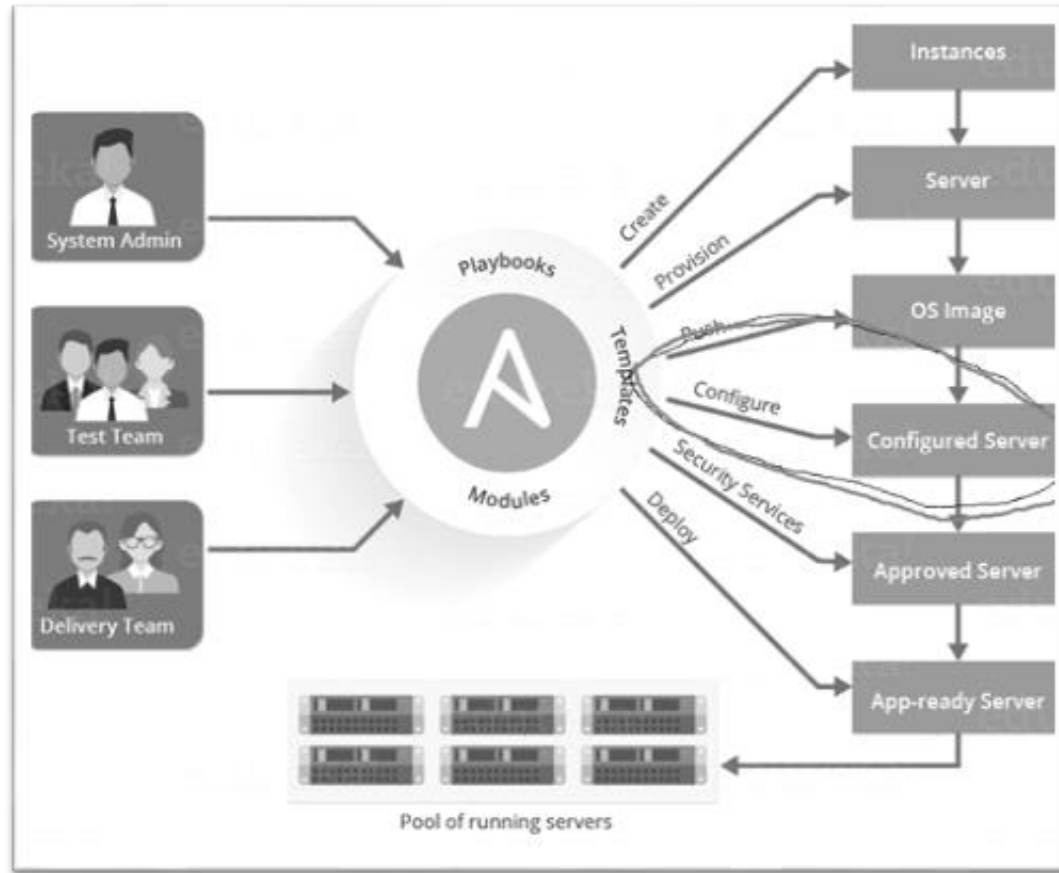 Instances
Server
System Admin
Create
Playbooks
Provision
OS Image
Push
Templates
Test Team
Configure
Configured Server
Modules
Security Services
Deploy
Approved Server
Delivery Team
App-ready Server
Pool of running servers